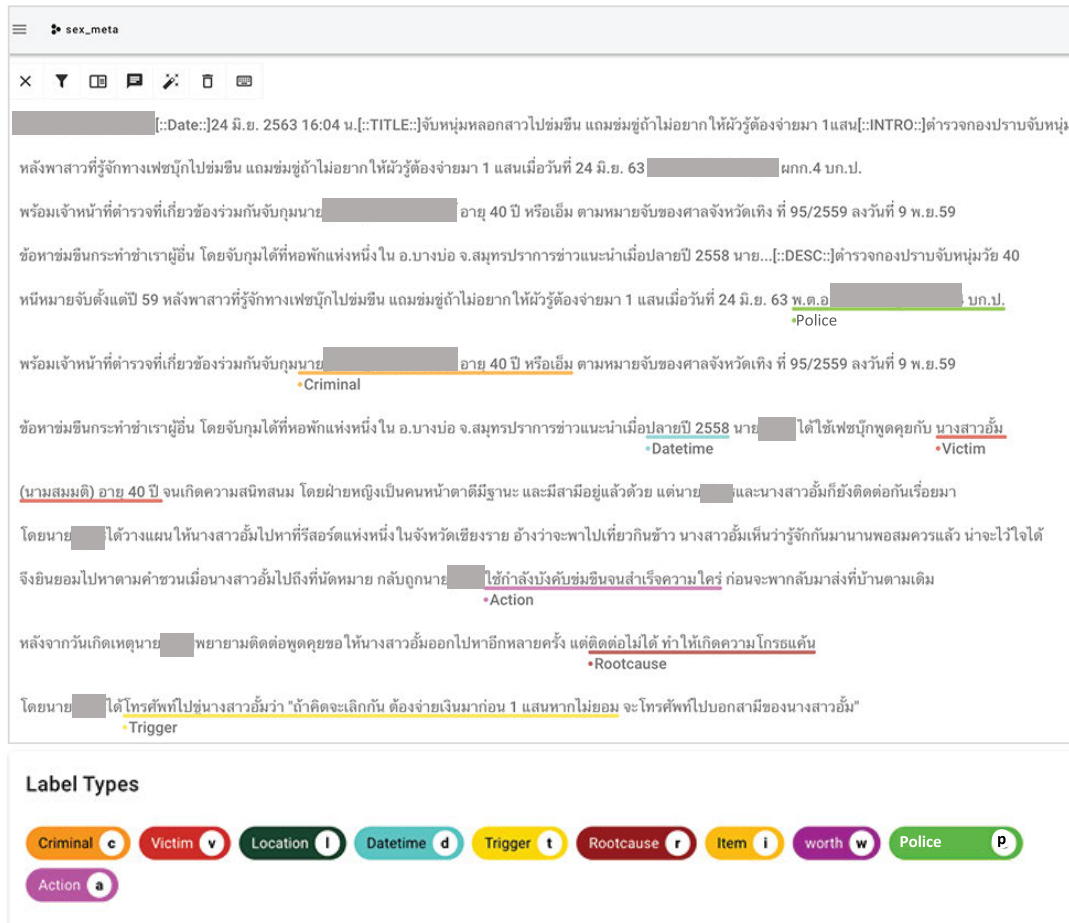 sex_meta
[::Date::]24 มิ.ย. 2563 16:04 น.[::TITLE::]จับหนุ่มหลอกสาวไปข่มขืน แถมข่มขู่ถ้าไม่อยากให้ผัวรู้ต้องจ่ายมา 1แสน[::INTRO::]ตำรวจกองปราบจับหนุ่ม
หลังพาสาวที่รู้จักทางเฟซบุ๊กไปข่มขืน แถมข่มขู่ถ้าไม่อยากให้ผัวรู้ต้องจ่ายมา 1 แสนเมื่อวันที่ 24 มิ.ย. 63 ผกก.4 บก.ป.
พร้อมเจ้าหน้าที่ตำรวจที่เกี่ยวข้องร่วมกันจับกุมนาย อายุ 40 ปี หรือเอ็ม ตามหมายจับของศาลจังหวัดเทิง ที่ 95/2559 ลงวันที่ 9 พ.ย.59
ข้อหาข่มขืนกระทำชำเราผู้อื่น โดยจับกุมได้ที่หอพักแห่งหนึ่งใน อ.บางบ่อ จ.สมุทรปราการข่าวแนะนำเมื่อปลายปี 2558 นาย...[::DESC::]ตำรวจกองปราบจับหนุ่มวัย 40
หนีหมายจับตั้งแต่ปี 59 หลังพาสาวที่รู้จักทางเฟซบุ๊กไปข่มขืน แถมข่มขู่ถ้าไม่อยากให้ผัวรู้ต้องจ่ายมา 1 แสนเมื่อวันที่ 24 มิ.ย. 63 พ.ต.อ บก.ป.
Police
พร้อมเจ้าหน้าที่ตำรวจที่เกี่ยวข้องร่วมกันจับกุมนาย อายุ 40 ปี หรือเอ็ม ตามหมายจับของศาลจังหวัดเทิง ที่ 95/2559 ลงวันที่ 9 พ.ย.59
Criminal
ข้อหาข่มขืนกระทำชำเราผู้อื่น โดยจับกุมได้ที่หอพักแห่งหนึ่งใน อ.บางบ่อ จ.สมุทรปราการข่าวแนะนำเมื่อปลายปี 2558 นาย ได้ใช้เฟซบุ๊กพูดคุยกับ นางสาวอั้ม
Datetime Victim
(นามสมมติ) อายุ 40 ปี จนเกิดความสนิทสนม โดยฝ่ายหญิงเป็นคนหน้าตาดีมีฐานะ และมีสามีอยู่แล้วด้วย แต่นาย และนางสาวอั้มก็ยังติดต่อกันเรื่อยมา
โดยนาย ได้วางแผนให้นางสาวอั้มไปหาที่รีสอร์ตแห่งหนึ่งในจังหวัดเชียงราย อ้างว่าจะพาไปเที่ยวกินข้าว นางสาวอั้มเห็นว่ารู้จักกันมานานพอสมควรแล้ว น่าจะไว้ใจได้
จึงยินยอมไปหาตามคำชวนเมื่อนางสาวอั้มไปถึงที่นัดหมาย กลับถูกนาย ใช้กำลังบังคับข่มขืนจนสำเร็จความใคร่ ก่อนจะพากลับมาส่งที่บ้านตามเดิม
Action
หลังจากวันเกิดเหตุนาย พยายามติดต่อพูดคุยขอให้นางสาวอั้มออกไปหาอีกหลายครั้ง แต่ติดต่อไม่ได้ ทำให้เกิดความโกรธแค้น
Rootcause
โดยนาย ได้โทรศัพท์ไปขู่นางสาวอั้มว่า "ถ้าคิดจะเลิกกัน ต้องจ่ายเงินมาก่อน 1 แสนหากไม่ยอม จะโทรศัพท์ไปบอกสามีของนางสาวอั้ม"
Trigger
Label Types
Criminal c Victim v Location l Datetime d Trigger t Rootcause r Item i worth w Police p
Action a